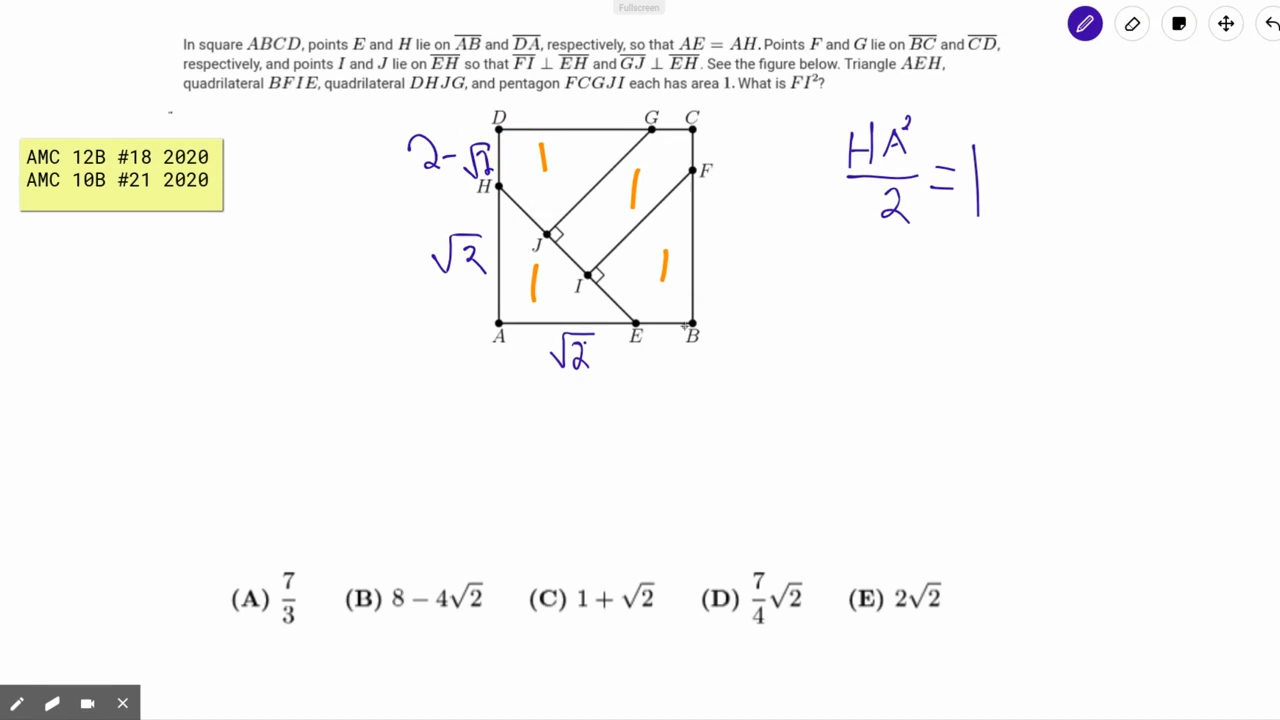 Fullscreen
In square ABCD, points E and H lie on AB and DA, respectively, so that AE = AH. Points F and G lie on BC and CD,
respectively, and points I and J lie on EH so that FI ⊥ EH and GJ ⊥ EH. See the figure below. Triangle AEH,
quadrilateral BFIE, quadrilateral DHJG, and pentagon FCGJI each has area 1. What is FI²?
AMC 12B #18 2020
AMC 10B #21 2020
D G C
2-√2 1
HA²/2 = 1
H 1 F
√2 J
1 I 1
A E B
√2
(A) 7/3 (B) 8 − 4√2 (C) 1 + √2 (D) 7/4 √2 (E) 2√2